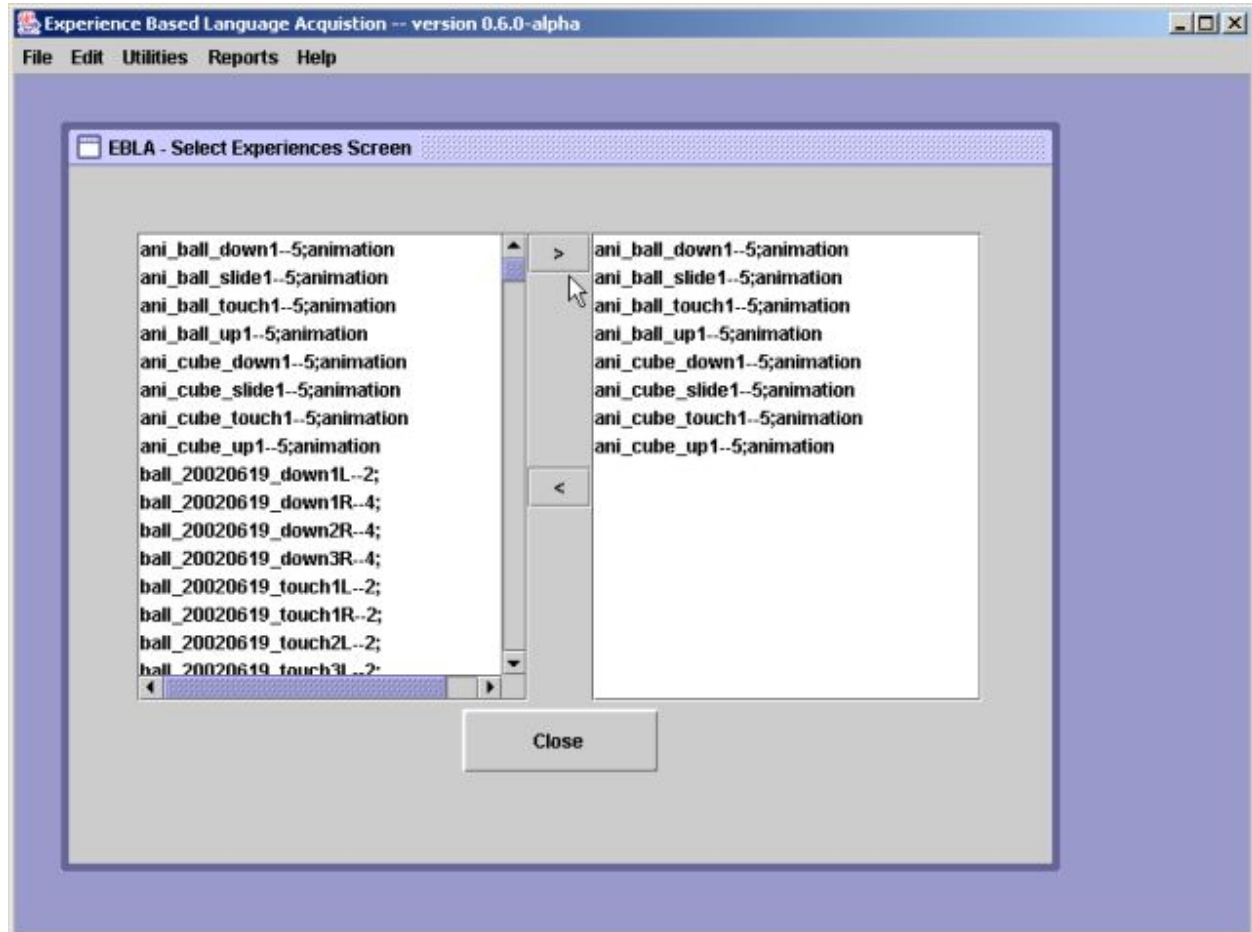 Experience Based Language Acquistion -- version 0.6.0-alpha
File Edit Utilities Reports Help
EBLA - Select Experiences Screen
ani_ball_down1--5;animation
ani_ball_slide1--5;animation
ani_ball_touch1--5;animation
ani_ball_up1--5;animation
ani_cube_down1--5;animation
ani_cube_slide1--5;animation
ani_cube_touch1--5;animation
ani_cube_up1--5;animation
ball_20020619_down1L--2;
ball_20020619_down1R--4;
ball_20020619_down2R--4;
ball_20020619_down3R--4;
ball_20020619_touch1L--2;
ball_20020619_touch1R--2;
ball_20020619_touch2L--2;
ball_20020619_touch3L--2;
>
<
ani_ball_down1--5;animation
ani_ball_slide1--5;animation
ani_ball_touch1--5;animation
ani_ball_up1--5;animation
ani_cube_down1--5;animation
ani_cube_slide1--5;animation
ani_cube_touch1--5;animation
ani_cube_up1--5;animation
Close